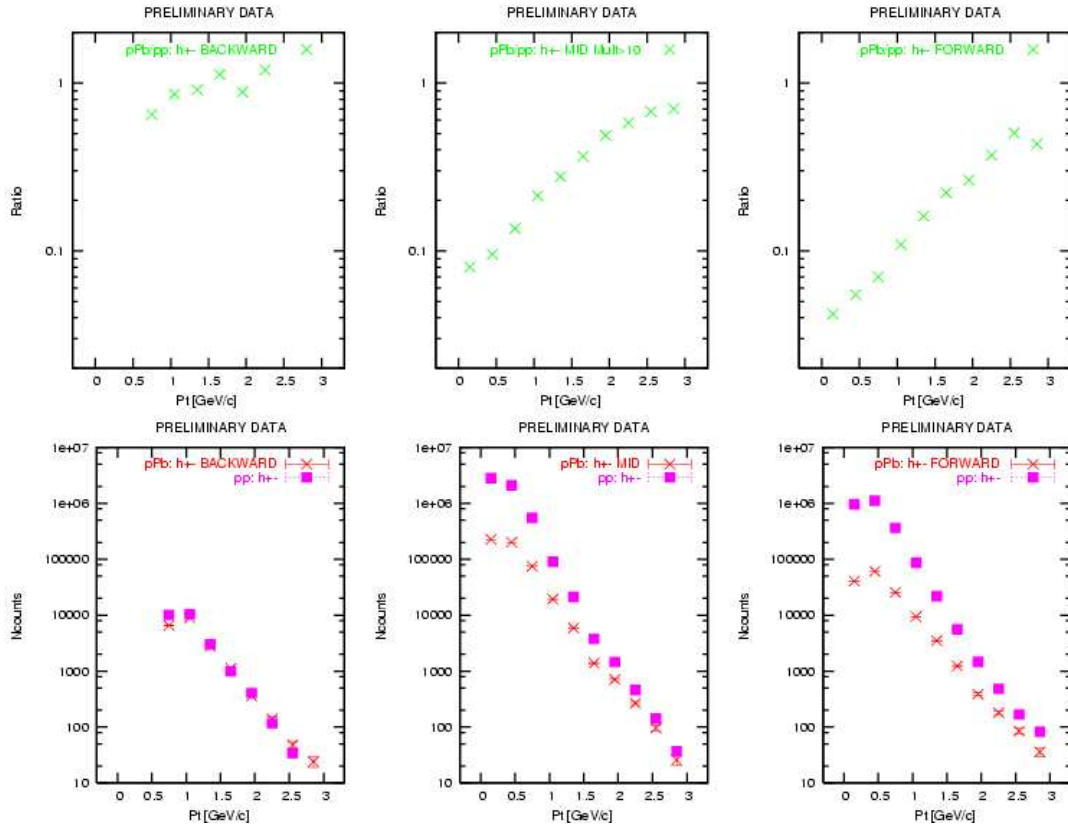 PRELIMINARY DATA
pPb/pp: h+- BACKWARD
1
0.1
Ratio
0 0.5 1 1.5 2 2.5 3
Pt [GeV/c]
PRELIMINARY DATA
pPb/pp: h+- MID Mult>10
1
0.1
Ratio
0 0.5 1 1.5 2 2.5 3
Pt [GeV/c]
PRELIMINARY DATA
pPb/pp: h+- FORWARD
1
0.1
Ratio
0 0.5 1 1.5 2 2.5 3
Pt [GeV/c]
PRELIMINARY DATA
pPb: h+- BACKWARD
pp: h+-
1e+07
1e+06
100000
10000
1000
100
10
Ncounts
0 0.5 1 1.5 2 2.5 3
Pt [GeV/c]
PRELIMINARY DATA
pPb: h+- MID
pp: h+-
1e+07
1e+06
100000
10000
1000
100
10
Ncounts
0 0.5 1 1.5 2 2.5 3
Pt [GeV/c]
PRELIMINARY DATA
pPb: h+- FORWARD
pp: h+-
1e+07
1e+06
100000
10000
1000
100
10
Ncounts
0 0.5 1 1.5 2 2.5 3
Pt [GeV/c]